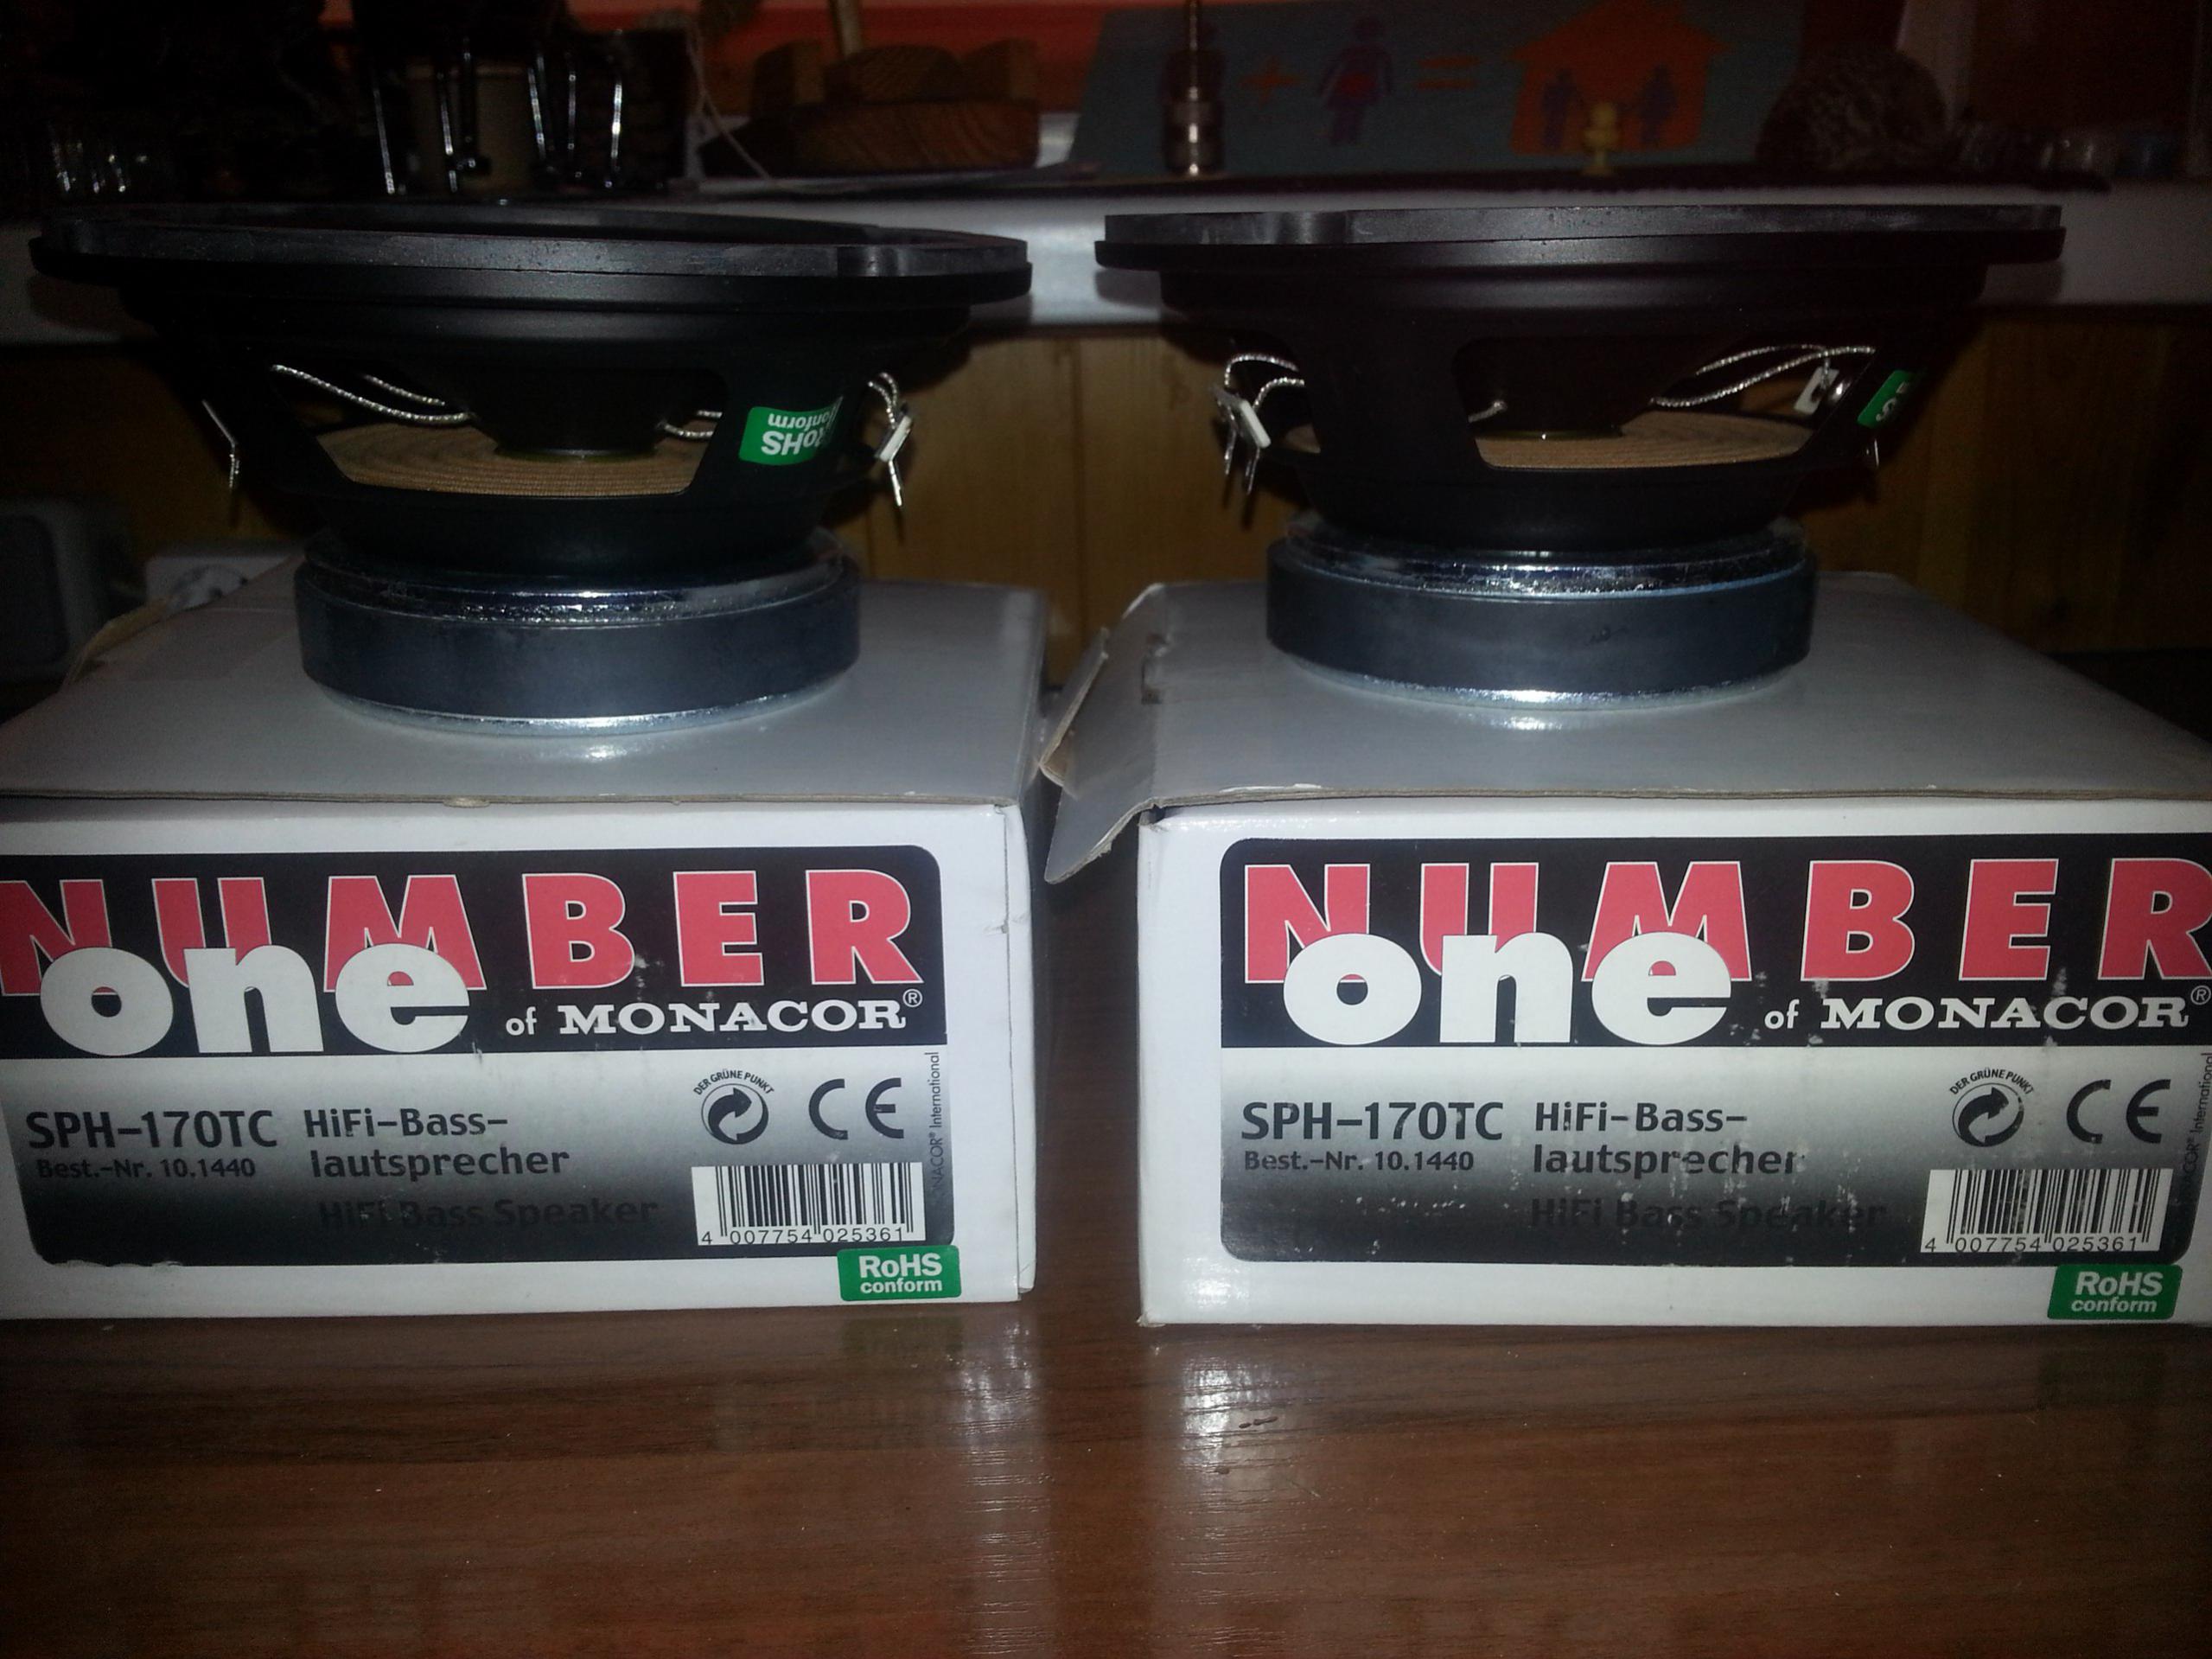 RoHS
conform
NUMBER
one of MONACOR®
DER GRÜNE PUNKT
CE
SPH-170TC HiFi-Bass-
Best.-Nr. 10.1440 lautsprecher
HiFi Bass Speaker
MONACOR® International
4 007754 025361
RoHS
conform
NUMBER
one of MONACOR®
DER GRÜNE PUNKT
CE
SPH-170TC HiFi-Bass-
Best.-Nr. 10.1440 lautsprecher
HiFi Bass Speaker
MONACOR® International
4 007754 025361
RoHS
conform